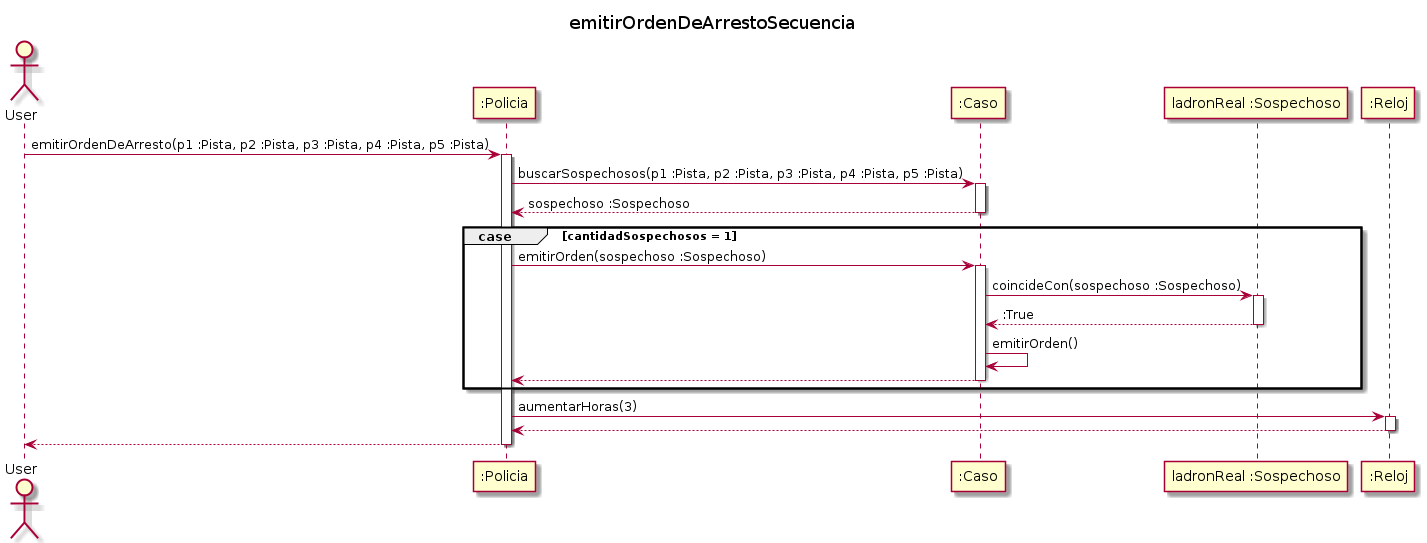 emitirOrdenDeArrestoSecuencia
User
:Policia
:Caso
ladronReal :Sospechoso
:Reloj
emitirOrdenDeArresto(p1 :Pista, p2 :Pista, p3 :Pista, p4 :Pista, p5 :Pista)
buscarSospechosos(p1 :Pista, p2 :Pista, p3 :Pista, p4 :Pista, p5 :Pista)
sospechoso :Sospechoso
case [cantidadSospechosos = 1]
emitirOrden(sospechoso :Sospechoso)
coincideCon(sospechoso :Sospechoso)
:True
emitirOrden()
aumentarHoras(3)
User
:Policia
:Caso
ladronReal :Sospechoso
:Reloj